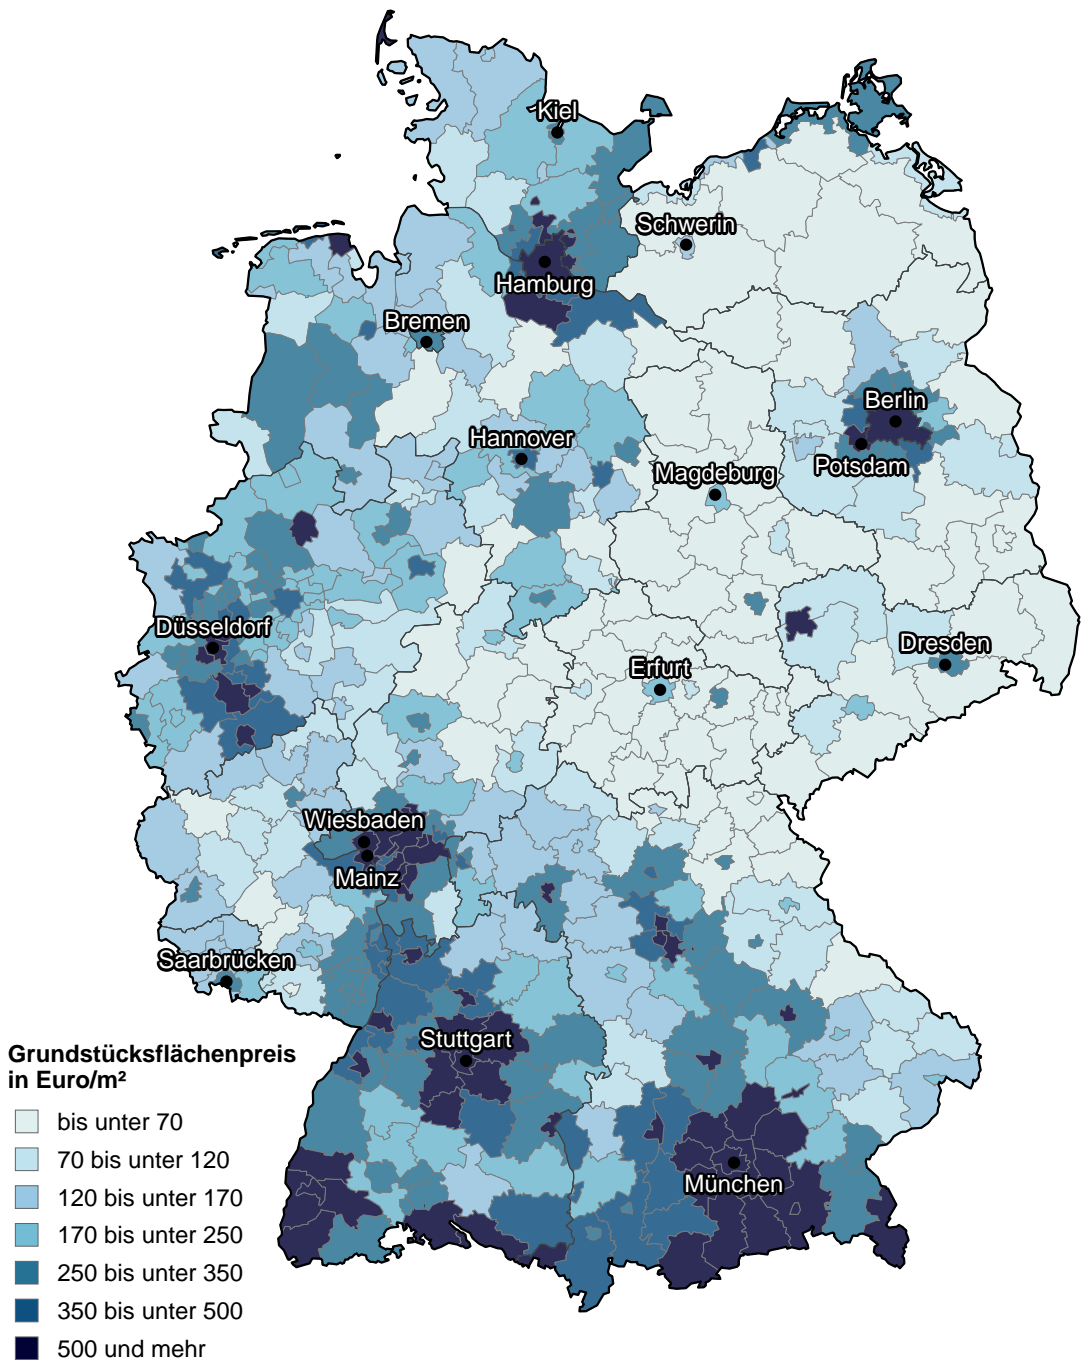 Kiel
Schwerin
Hamburg
Bremen
Berlin
Hannover
Potsdam
Magdeburg
Düsseldorf
Dresden
Erfurt
Wiesbaden
Mainz
Saarbrücken
Stuttgart
München
Grundstücksflächenpreis
in Euro/m²
bis unter 70
70 bis unter 120
120 bis unter 170
170 bis unter 250
250 bis unter 350
350 bis unter 500
500 und mehr